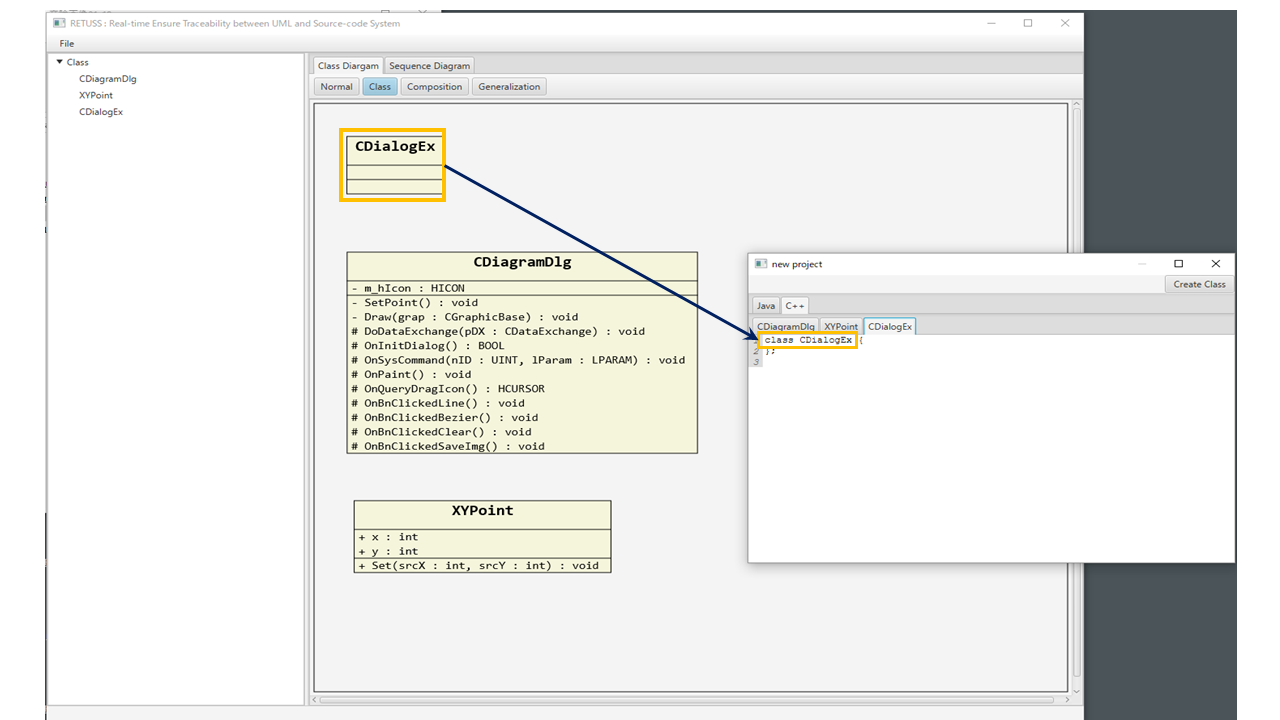 RETUSS : Real-time Ensure Traceability between UML and Source-code System
File
Class
CDiagramDlg
XYPoint
CDialogEx
Class Diargam Sequence Diagram
Normal Class Composition Generalization
CDialogEx
CDiagramDlg
- m_hIcon : HICON
- SetPoint() : void
- Draw(grap : CGraphicBase) : void
# DoDataExchange(pDX : CDataExchange) : void
# OnInitDialog() : BOOL
# OnSysCommand(nID : UINT, lParam : LPARAM) : void
# OnPaint() : void
# OnQueryDragIcon() : HCURSOR
# OnBnClickedLine() : void
# OnBnClickedBezier() : void
# OnBnClickedClear() : void
# OnBnClickedSaveImg() : void
XYPoint
+ x : int
+ y : int
+ Set(srcX : int, srcY : int) : void
new project
Create Class
Java C++
CDiagramDlg XYPoint CDialogEx
class CDialogEx {
2 };
3